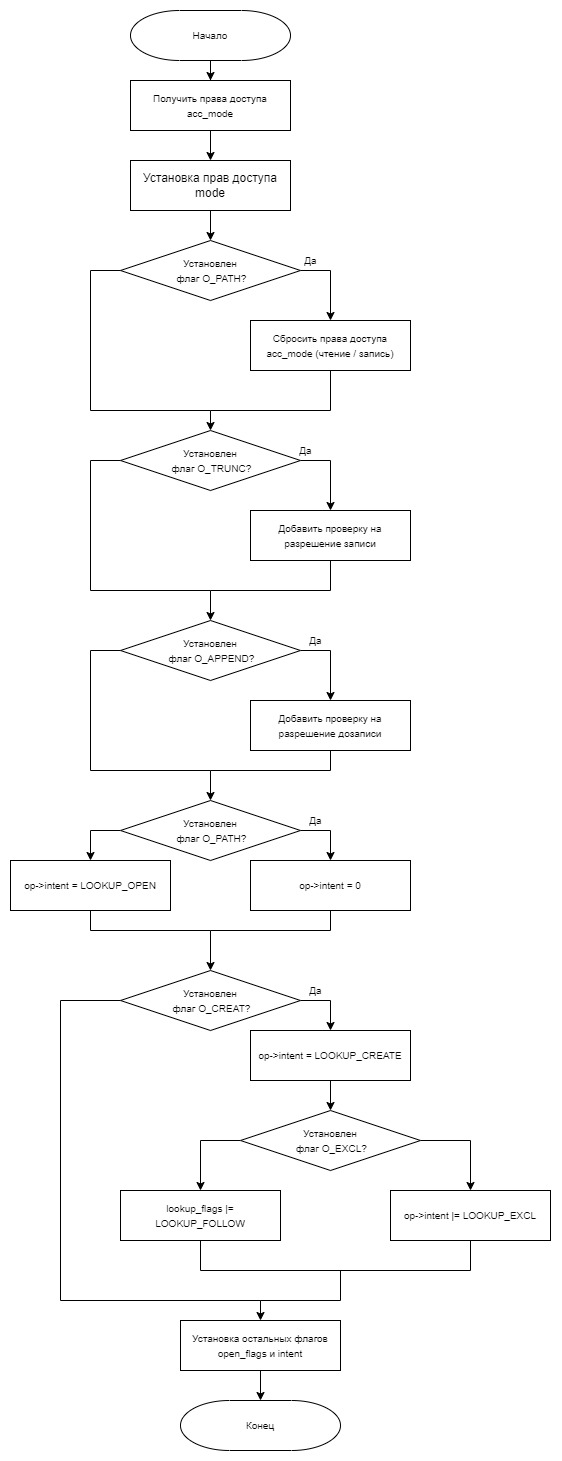 Начало
Получить права доступа
acc_mode
Установка прав доступа
mode
Установлен
флаг O_PATH?
Да
Сбросить права доступа
acc_mode (чтение / запись)
Установлен
флаг O_TRUNC?
Да
Добавить проверку на
разрешение записи
Установлен
флаг O_APPEND?
Да
Добавить проверку на
разрешение дозаписи
Установлен
флаг O_PATH?
Да
op->intent = LOOKUP_OPEN
op->intent = 0
Установлен
флаг O_CREAT?
Да
op->intent = LOOKUP_CREATE
Установлен
флаг O_EXCL?
lookup_flags |=
LOOKUP_FOLLOW
op->intent |= LOOKUP_EXCL
Установка остальных флагов
open_flags и intent
Конец